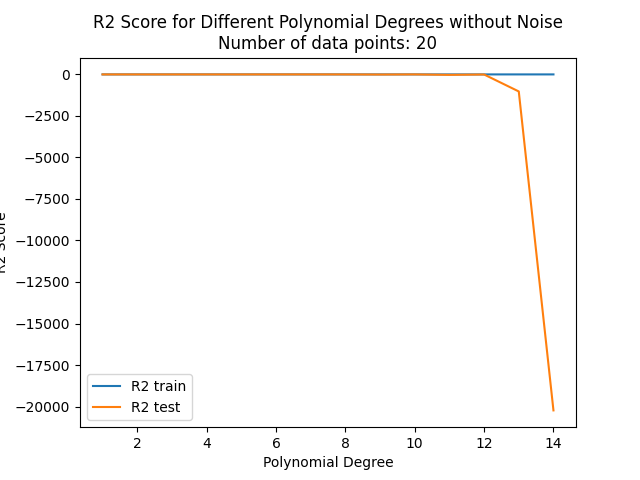 R2 Score for Different Polynomial Degrees without Noise
Number of data points: 20
0
−2500
−5000
−7500
−10000
−12500
−15000
−17500
−20000
R2 Score
R2 train
R2 test
2 4 6 8 10 12 14
Polynomial Degree